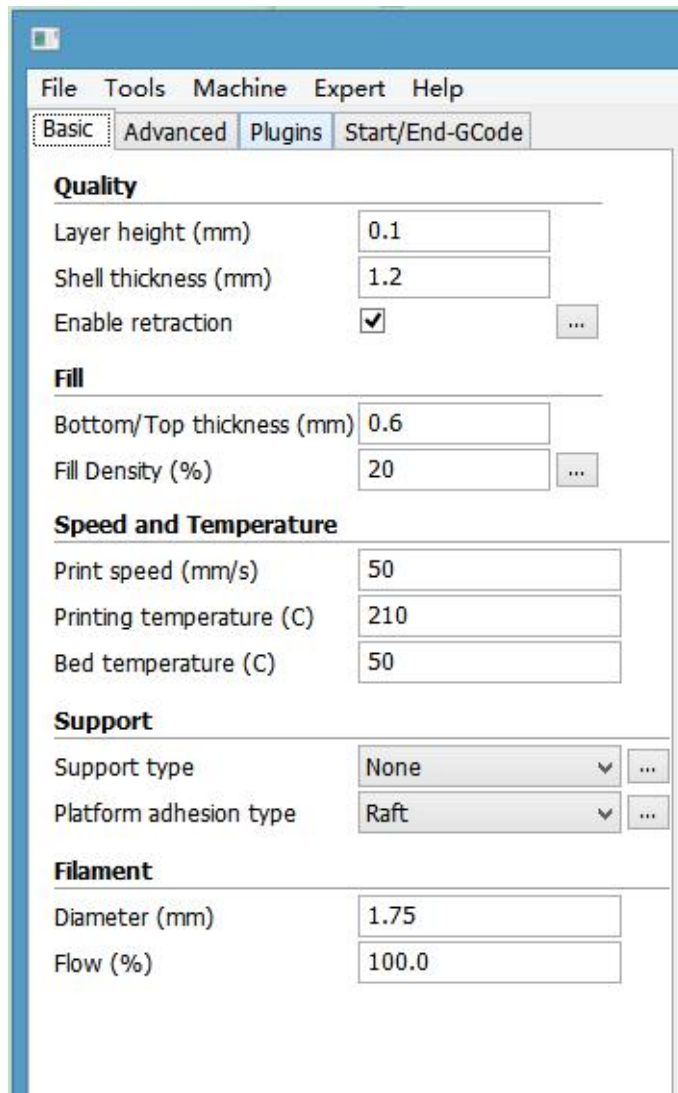 File Tools Machine Expert Help
Basic Advanced Plugins Start/End-GCode
Quality
Layer height (mm) 0.1
Shell thickness (mm) 1.2
Enable retraction ...
Fill
Bottom/Top thickness (mm) 0.6
Fill Density (%) 20 ...
Speed and Temperature
Print speed (mm/s) 50
Printing temperature (C) 210
Bed temperature (C) 50
Support
Support type None ...
Platform adhesion type Raft ...
Filament
Diameter (mm) 1.75
Flow (%) 100.0